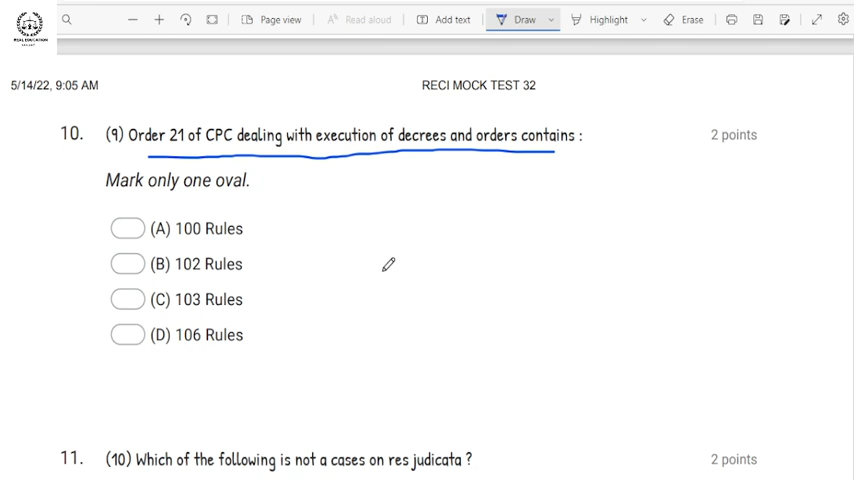 Page view
Read aloud
Add text
Draw
Highlight
Erase
REAL EDUCATION
5/14/22, 9:05 AM
RECI MOCK TEST 32
10. (9) Order 21 of CPC dealing with execution of decrees and orders contains : 2 points
Mark only one oval.
(A) 100 Rules
(B) 102 Rules
(C) 103 Rules
(D) 106 Rules
11. (10) Which of the following is not a cases on res judicata ? 2 points